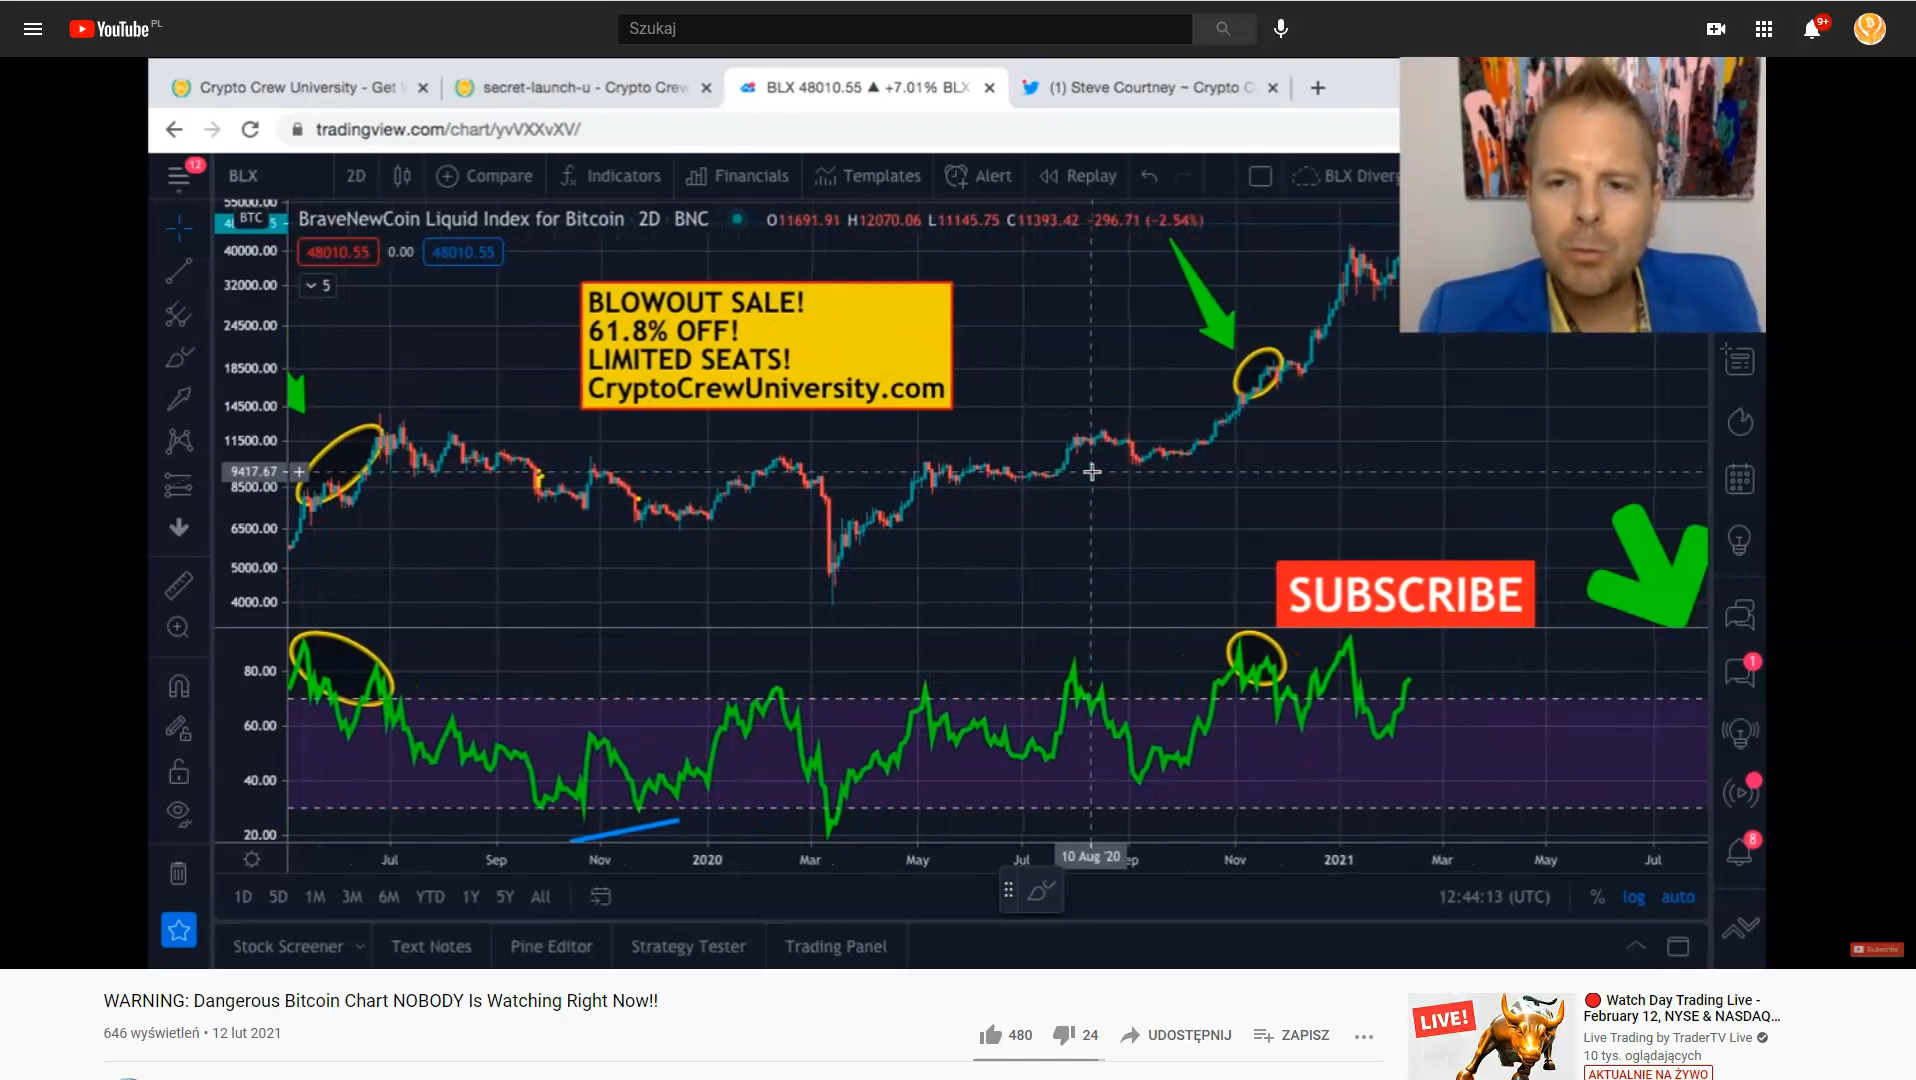 YouTube PL
Szukaj
9+
Crypto Crew University - Get
secret-launch-u - Crypto Crew
BLX 48010.55 ▲ +7.01% BLX
(1) Steve Courtney ~ Crypto C
tradingview.com/chart/yvVXXvXV/
12
BLX
2D
Compare
Indicators
Financials
Templates
Alert
Replay
BLX Diverg
55000.00
BTC
BraveNewCoin Liquid Index for Bitcoin 2D BNC
O11691.91 H12070.06 L11145.75 C11393.42 -296.71 (-2.54%)
40000.00
48010.55 0.00 48010.55
32000.00
5
24500.00
18500.00
14500.00
11500.00
9417.67
8500.00
6500.00
5000.00
4000.00
BLOWOUT SALE!
61.8% OFF!
LIMITED SEATS!
CryptoCrewUniversity.com
SUBSCRIBE
80.00
60.00
40.00
20.00
1
8
Jul Sep Nov 2020 Mar May Jul 10 Aug '20 ep Nov 2021 Mar May Jul
1D 5D 1M 3M 6M YTD 1Y 5Y All
12:44:13 (UTC) % log auto
Stock Screener Text Notes Pine Editor Strategy Tester Trading Panel
Subscribe
WARNING: Dangerous Bitcoin Chart NOBODY Is Watching Right Now!!
646 wyświetleń • 12 lut 2021
480 24 UDOSTĘPNIJ ZAPISZ
LIVE!
Watch Day Trading Live -
February 12, NYSE & NASDAQ...
Live Trading by TraderTV Live
10 tys. oglądających
AKTUALNIE NA ŻYWO